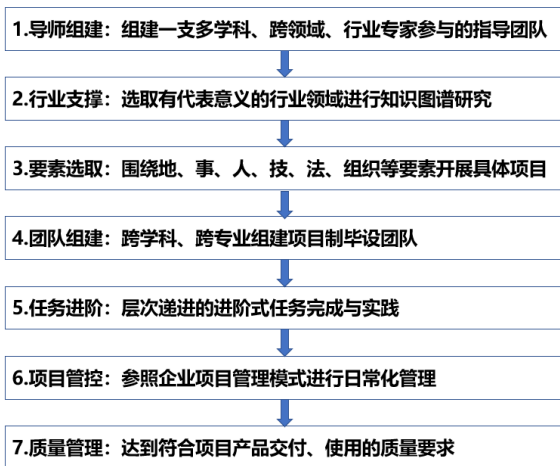 1.导师组建：组建一支多学科、跨领域、行业专家参与的指导团队
2.行业支撑：选取有代表意义的行业领域进行知识图谱研究
3.要素选取：围绕地、事、人、技、法、组织等要素开展具体项目
4.团队组建：跨学科、跨专业组建项目制毕设团队
5.任务进阶：层次递进的进阶式任务完成与实践
6.项目管控：参照企业项目管理模式进行日常化管理
7.质量管理：达到符合项目产品交付、使用的质量要求